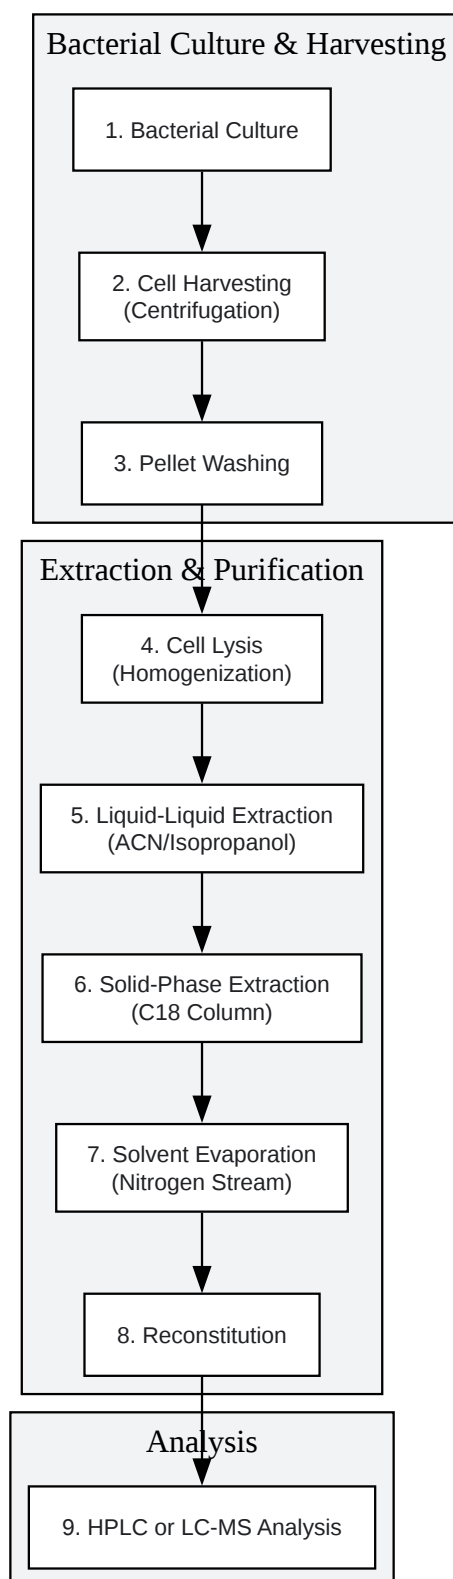 Bacterial Culture & Harvesting
1. Bacterial Culture
2. Cell Harvesting
(Centrifugation)
3. Pellet Washing
Extraction & Purification
4. Cell Lysis
(Homogenization)
5. Liquid-Liquid Extraction
(ACN/Isopropanol)
6. Solid-Phase Extraction
(C18 Column)
7. Solvent Evaporation
(Nitrogen Stream)
8. Reconstitution
Analysis
9. HPLC or LC-MS Analysis